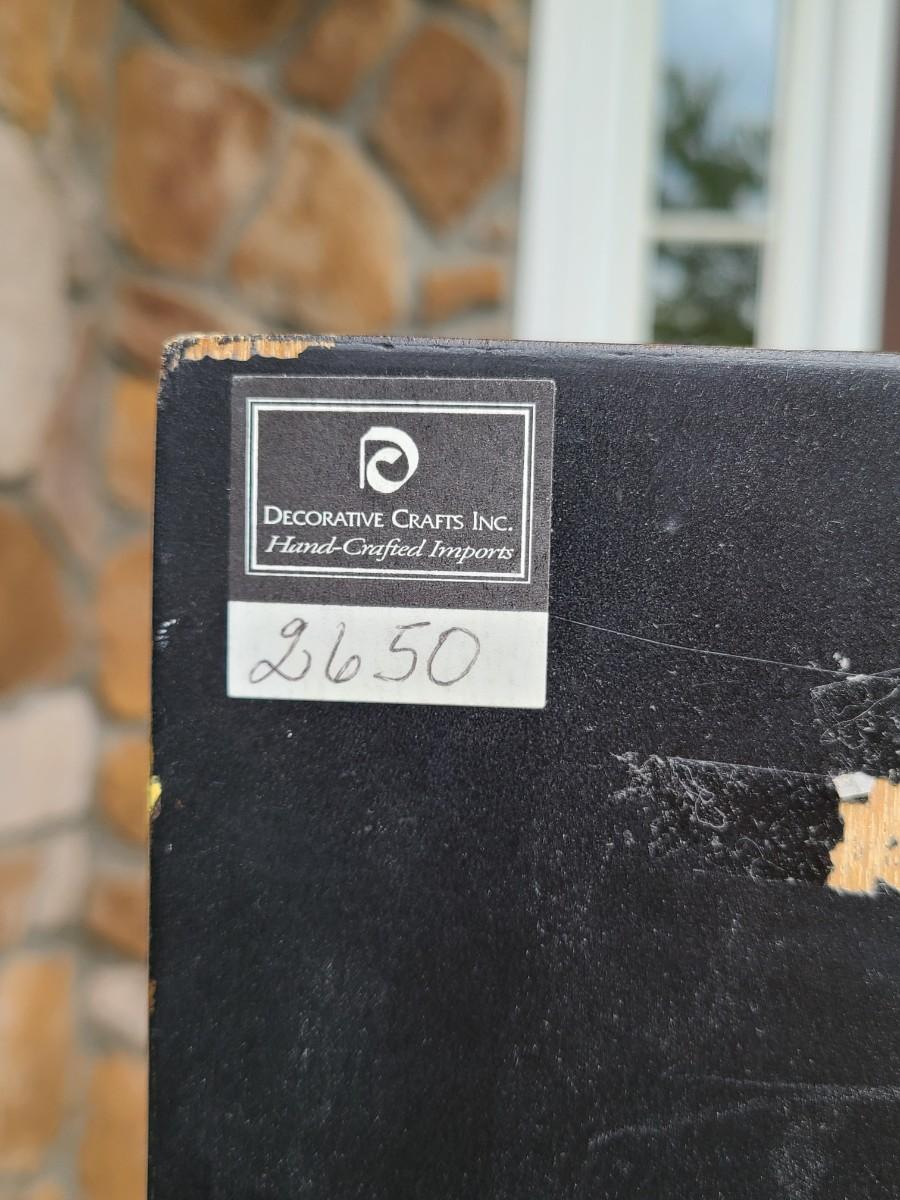 DECORATIVE CRAFTS INC.
Hand-Crafted Imports
2650